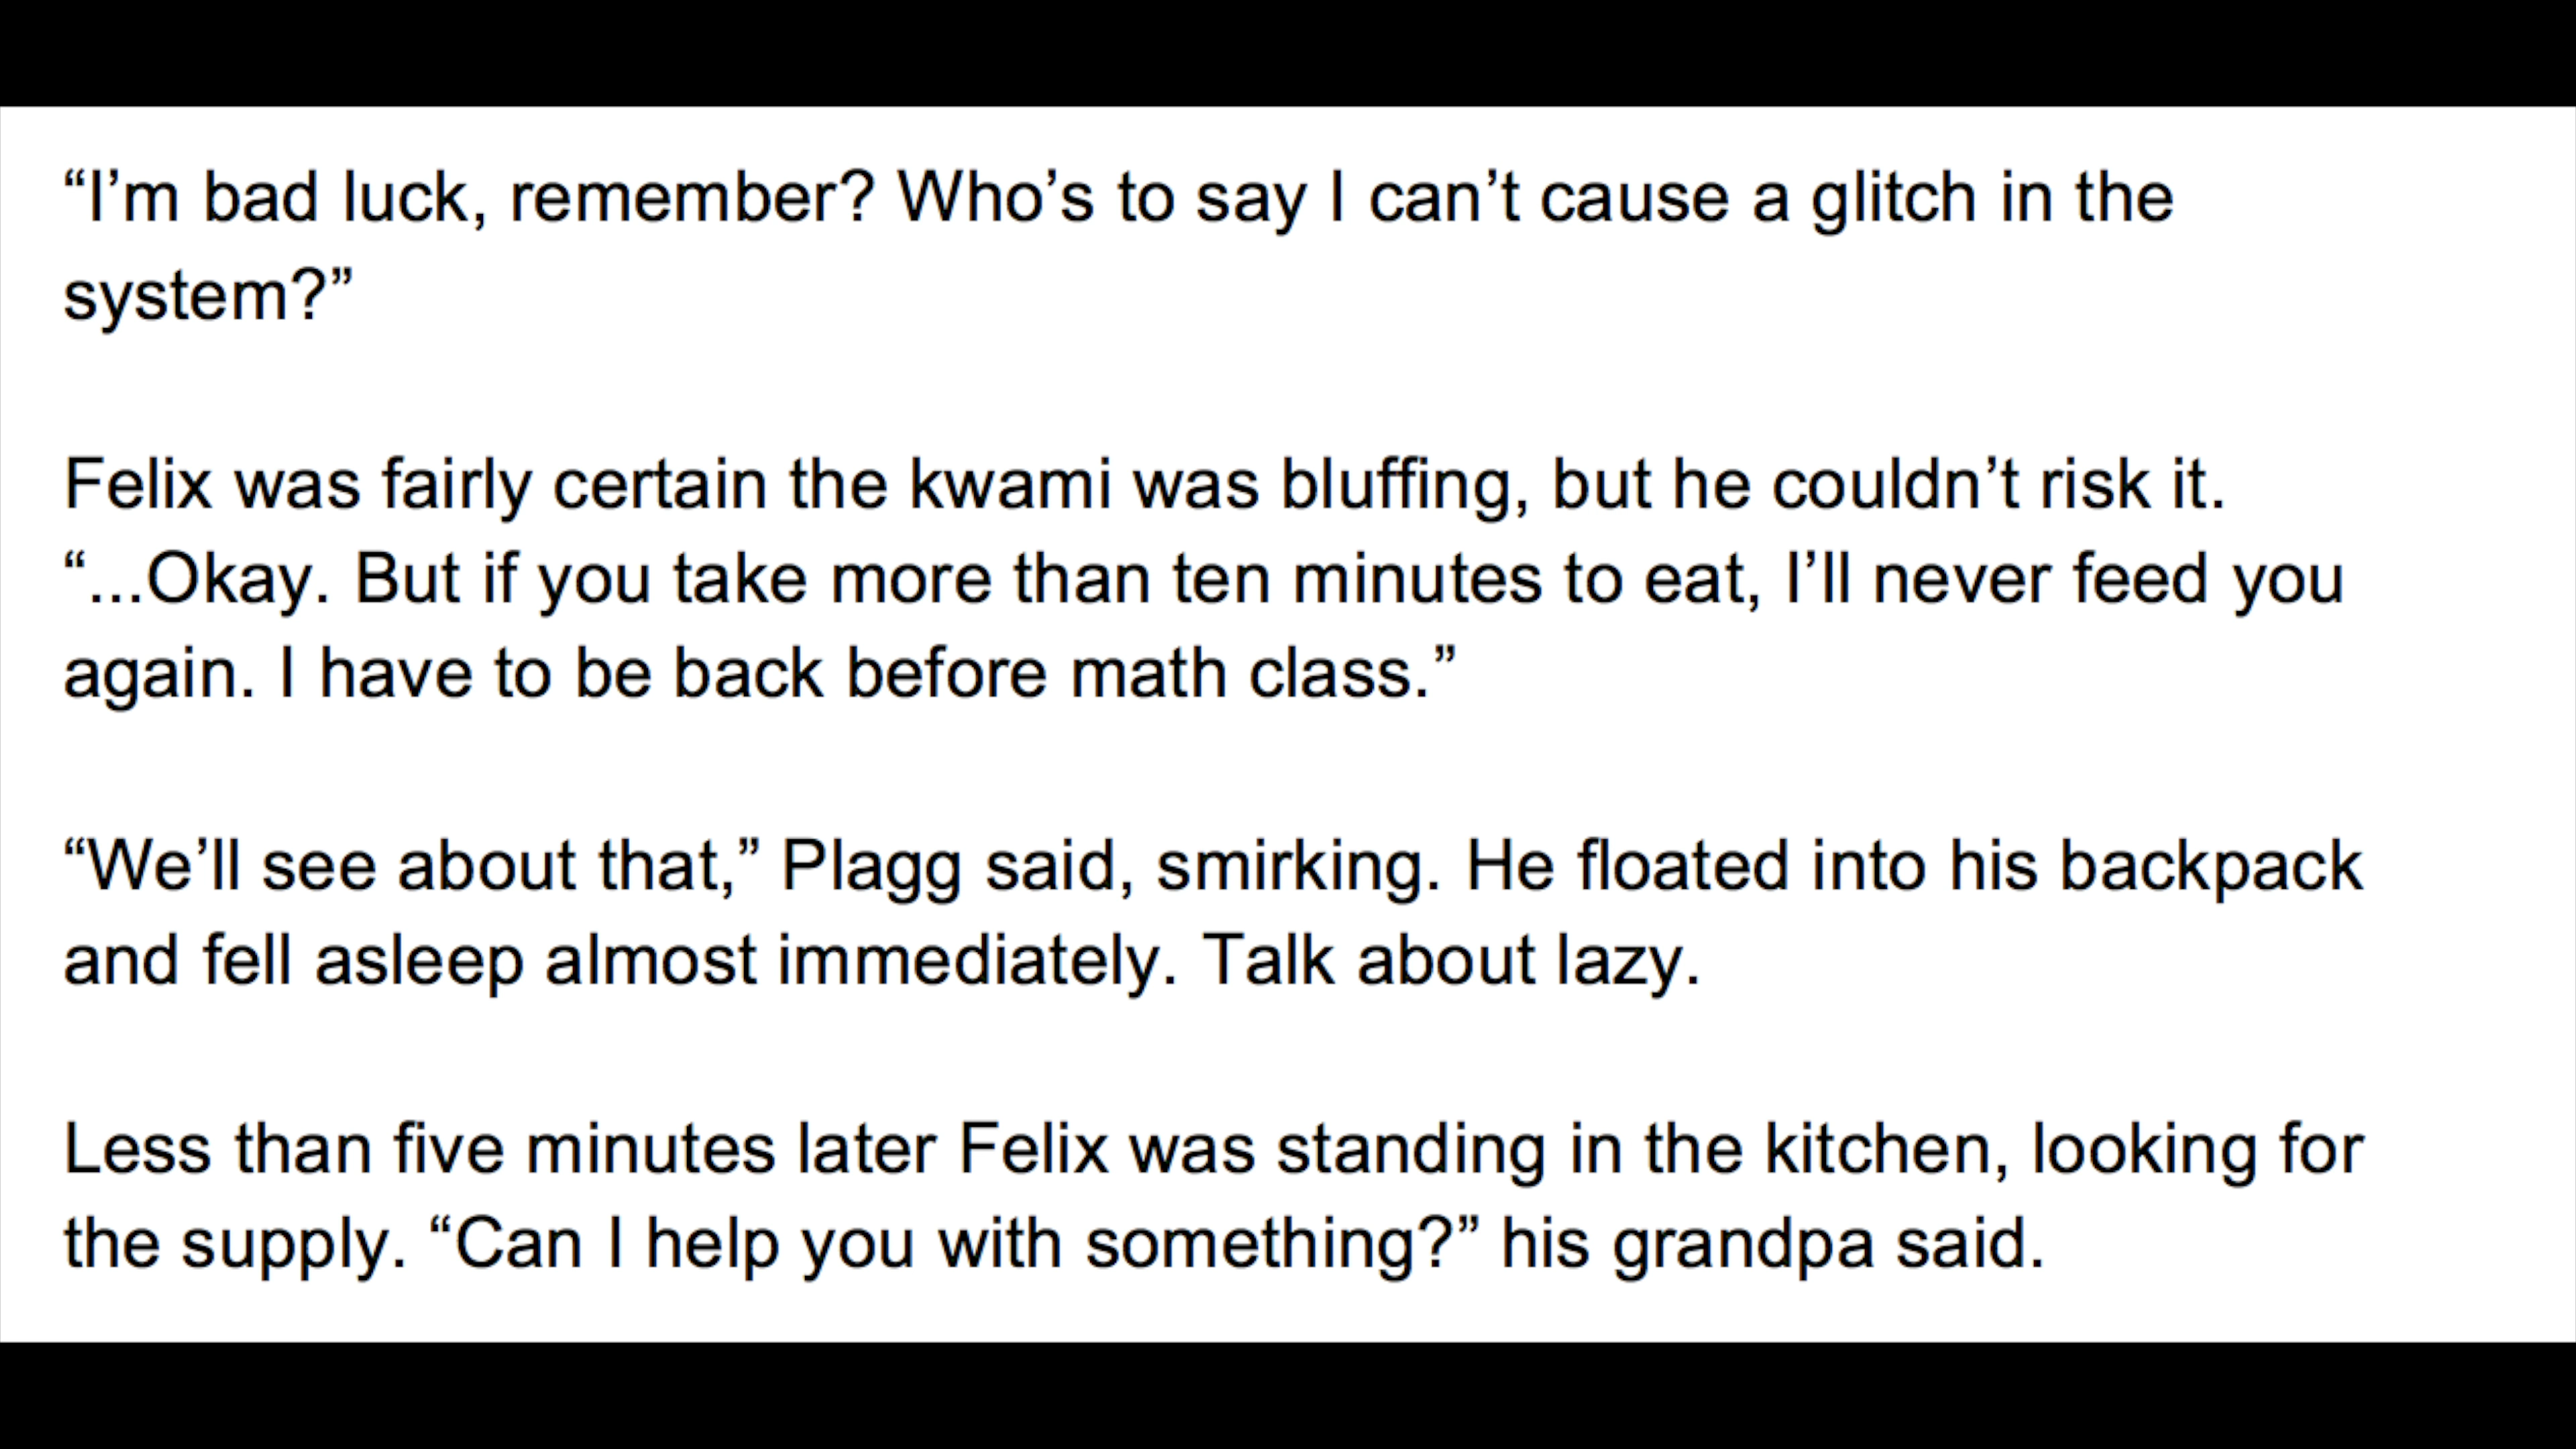 “I’m bad luck, remember? Who’s to say I can’t cause a glitch in the
system?”
Felix was fairly certain the kwami was bluffing, but he couldn’t risk it.
“...Okay. But if you take more than ten minutes to eat, I’ll never feed you
again. I have to be back before math class.”
“We’ll see about that,” Plagg said, smirking. He floated into his backpack
and fell asleep almost immediately. Talk about lazy.
Less than five minutes later Felix was standing in the kitchen, looking for
the supply. “Can I help you with something?” his grandpa said.